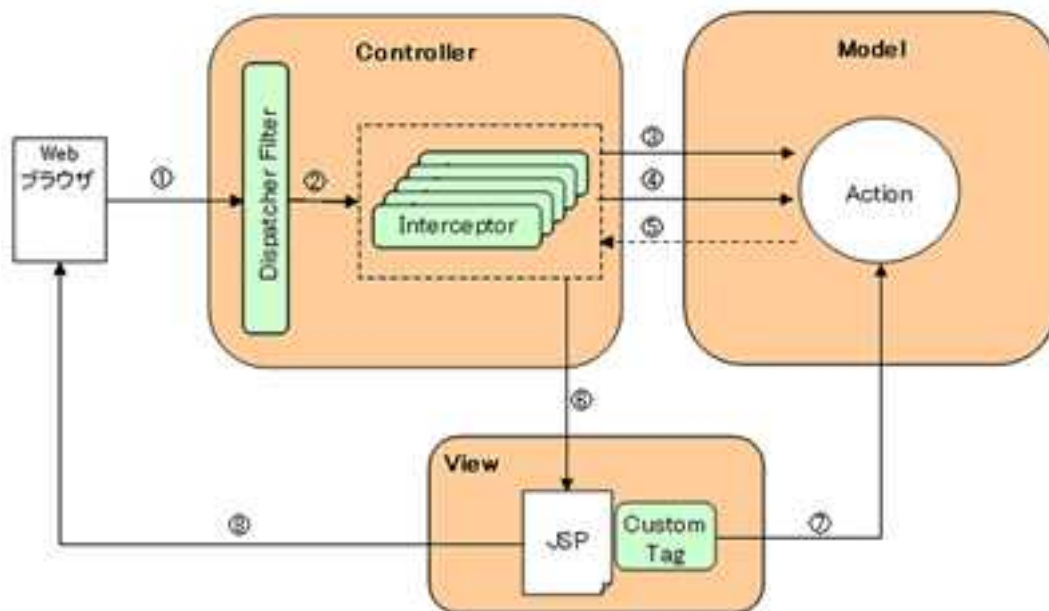 Controller
Model
Web
ブラウザ
①
Dispatcher Filter
②
Interceptor
③
④
⑤
Action
⑥
View
JSP
Custom
Tag
⑦
⑧